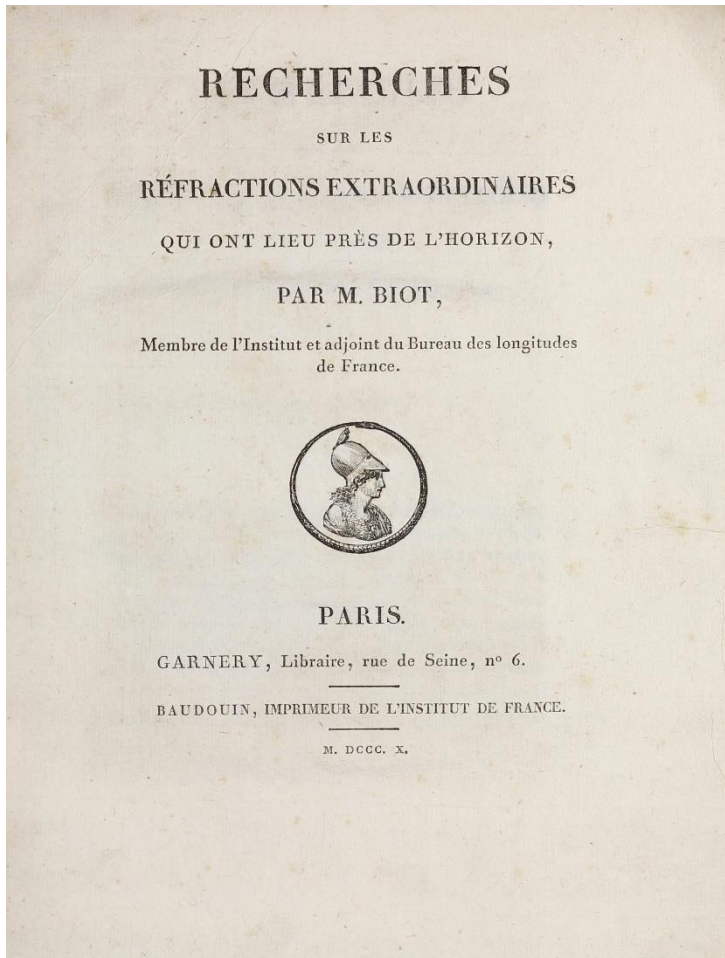 RECHERCHES
SUR LES
RÉFRACTIONS EXTRAORDINAIRES
QUI ONT LIEU PRÈS DE L'HORIZON,
PAR M. BIOT,
Membre de l'Institut et adjoint du Bureau des longitudes
de France.
PARIS.
GARNERY, Libraire, rue de Seine, nº 6.
BAUDOUIN, IMPRIMEUR DE L'INSTITUT DE FRANCE.
M. DCCC. X.